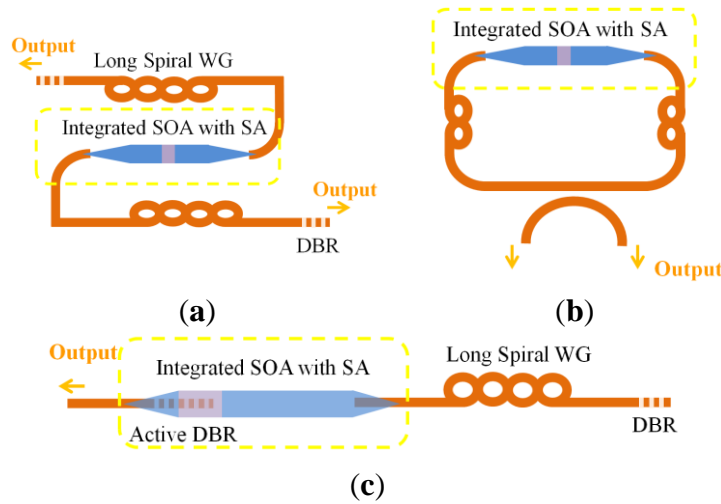 Output
Long Spiral WG
Integrated SOA with SA
Output
DBR
(a)
Integrated SOA with SA
Output
(b)
Output
Integrated SOA with SA
Long Spiral WG
Active DBR
DBR
(c)